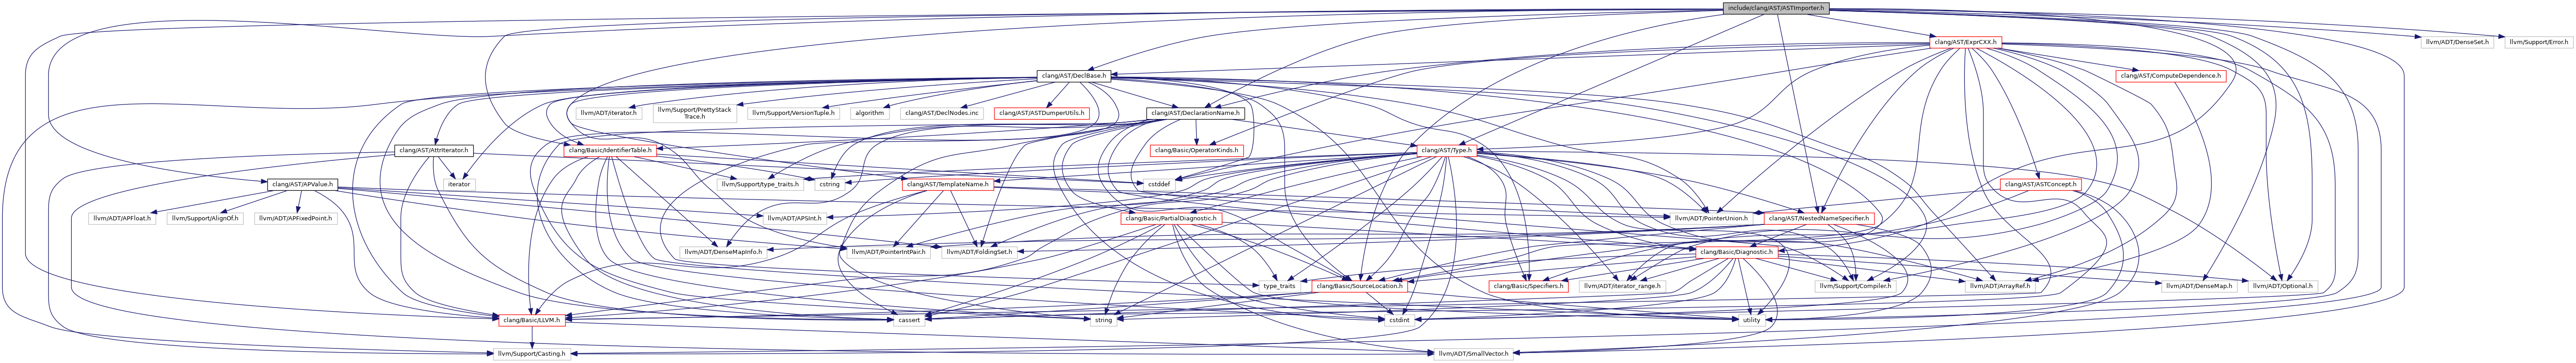 include/clang/AST/ASTImporter.h
clang/AST/ExprCXX.h
llvm/ADT/DenseSet.h
llvm/Support/Error.h
clang/AST/DeclBase.h
clang/AST/ComputeDependence.h
llvm/ADT/iterator.h
llvm/Support/PrettyStack
Trace.h
llvm/Support/VersionTuple.h
algorithm
clang/AST/DeclNodes.inc
clang/AST/ASTDumperUtils.h
clang/AST/DeclarationName.h
clang/AST/AttrIterator.h
clang/Basic/IdentifierTable.h
clang/Basic/OperatorKinds.h
clang/AST/Type.h
clang/AST/APValue.h
iterator
llvm/Support/type_traits.h
cstring
clang/AST/TemplateName.h
cstddef
clang/AST/ASTConcept.h
llvm/ADT/APFloat.h
llvm/Support/AlignOf.h
llvm/ADT/APFixedPoint.h
llvm/ADT/APSInt.h
clang/Basic/PartialDiagnostic.h
llvm/ADT/PointerUnion.h
clang/AST/NestedNameSpecifier.h
llvm/ADT/DenseMapInfo.h
llvm/ADT/PointerIntPair.h
llvm/ADT/FoldingSet.h
clang/Basic/Diagnostic.h
type_traits
clang/Basic/SourceLocation.h
clang/Basic/Specifiers.h
llvm/ADT/iterator_range.h
llvm/Support/Compiler.h
llvm/ADT/ArrayRef.h
llvm/ADT/DenseMap.h
llvm/ADT/Optional.h
clang/Basic/LLVM.h
cassert
string
cstdint
utility
llvm/Support/Casting.h
llvm/ADT/SmallVector.h